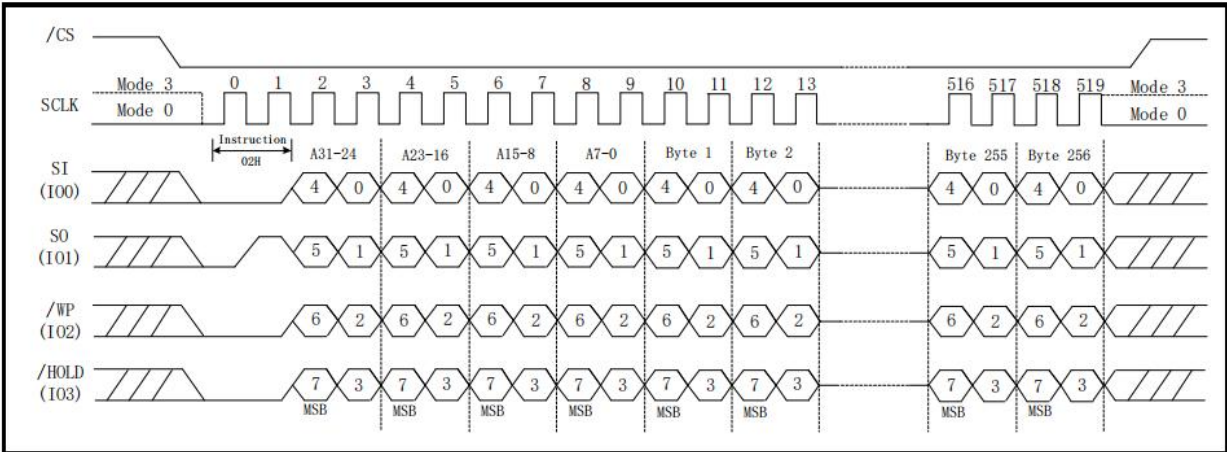 /CS
Mode 3 0 1 2 3 4 5 6 7 8 9 10 11 12 13 516 517 518 519 Mode 3
SCLK
Mode 0 Mode 0
Instruction
02H
A31-24 A23-16 A15-8 A7-0 Byte 1 Byte 2 Byte 255 Byte 256
SI
(IO0)
4 0 4 0 4 0 4 0 4 0 4 0 4 0 4 0
SO
(IO1)
5 1 5 1 5 1 5 1 5 1 5 1 5 1 5 1
/WP
(IO2)
6 2 6 2 6 2 6 2 6 2 6 2 6 2 6 2
/HOLD
(IO3)
7 3 7 3 7 3 7 3 7 3 7 3 7 3 7 3
MSB MSB MSB MSB MSB MSB MSB MSB